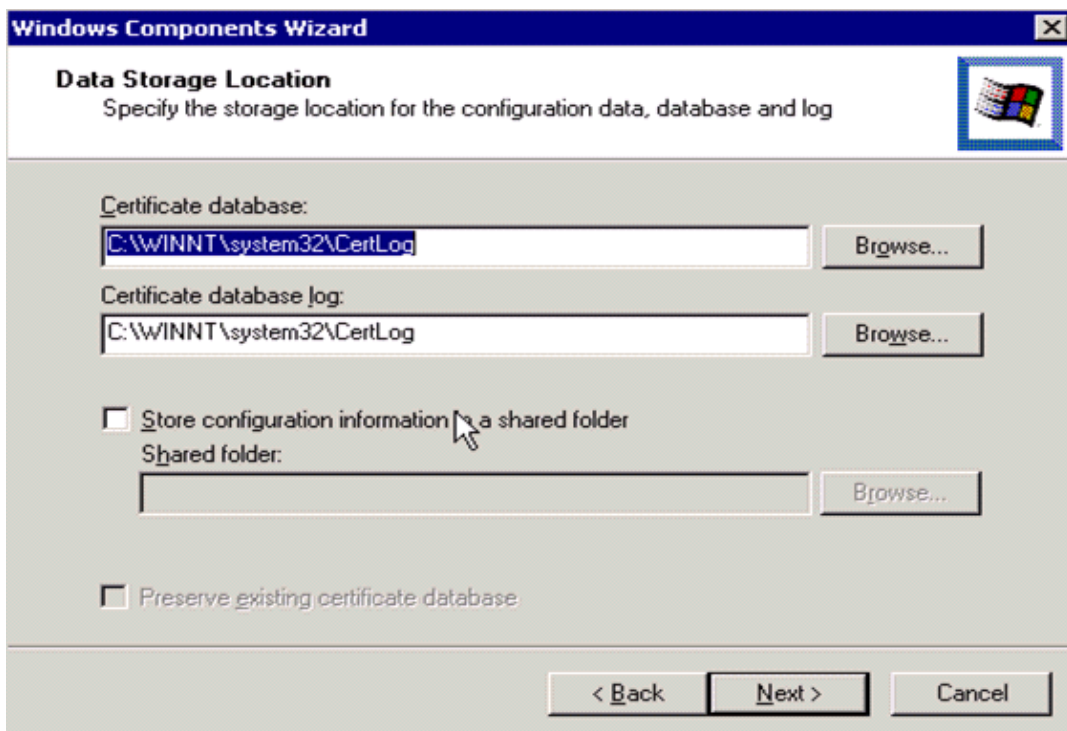 Windows Components Wizard
Data Storage Location
Specify the storage location for the configuration data, database and log
Certificate database:
C:\WINNT\system32\CertLog
Browse...
Certificate database log:
C:\WINNT\system32\CertLog
Browse...
Store configuration information a shared folder
Shared folder:
Browse...
Preserve existing certificate database
< Back
Next >
Cancel